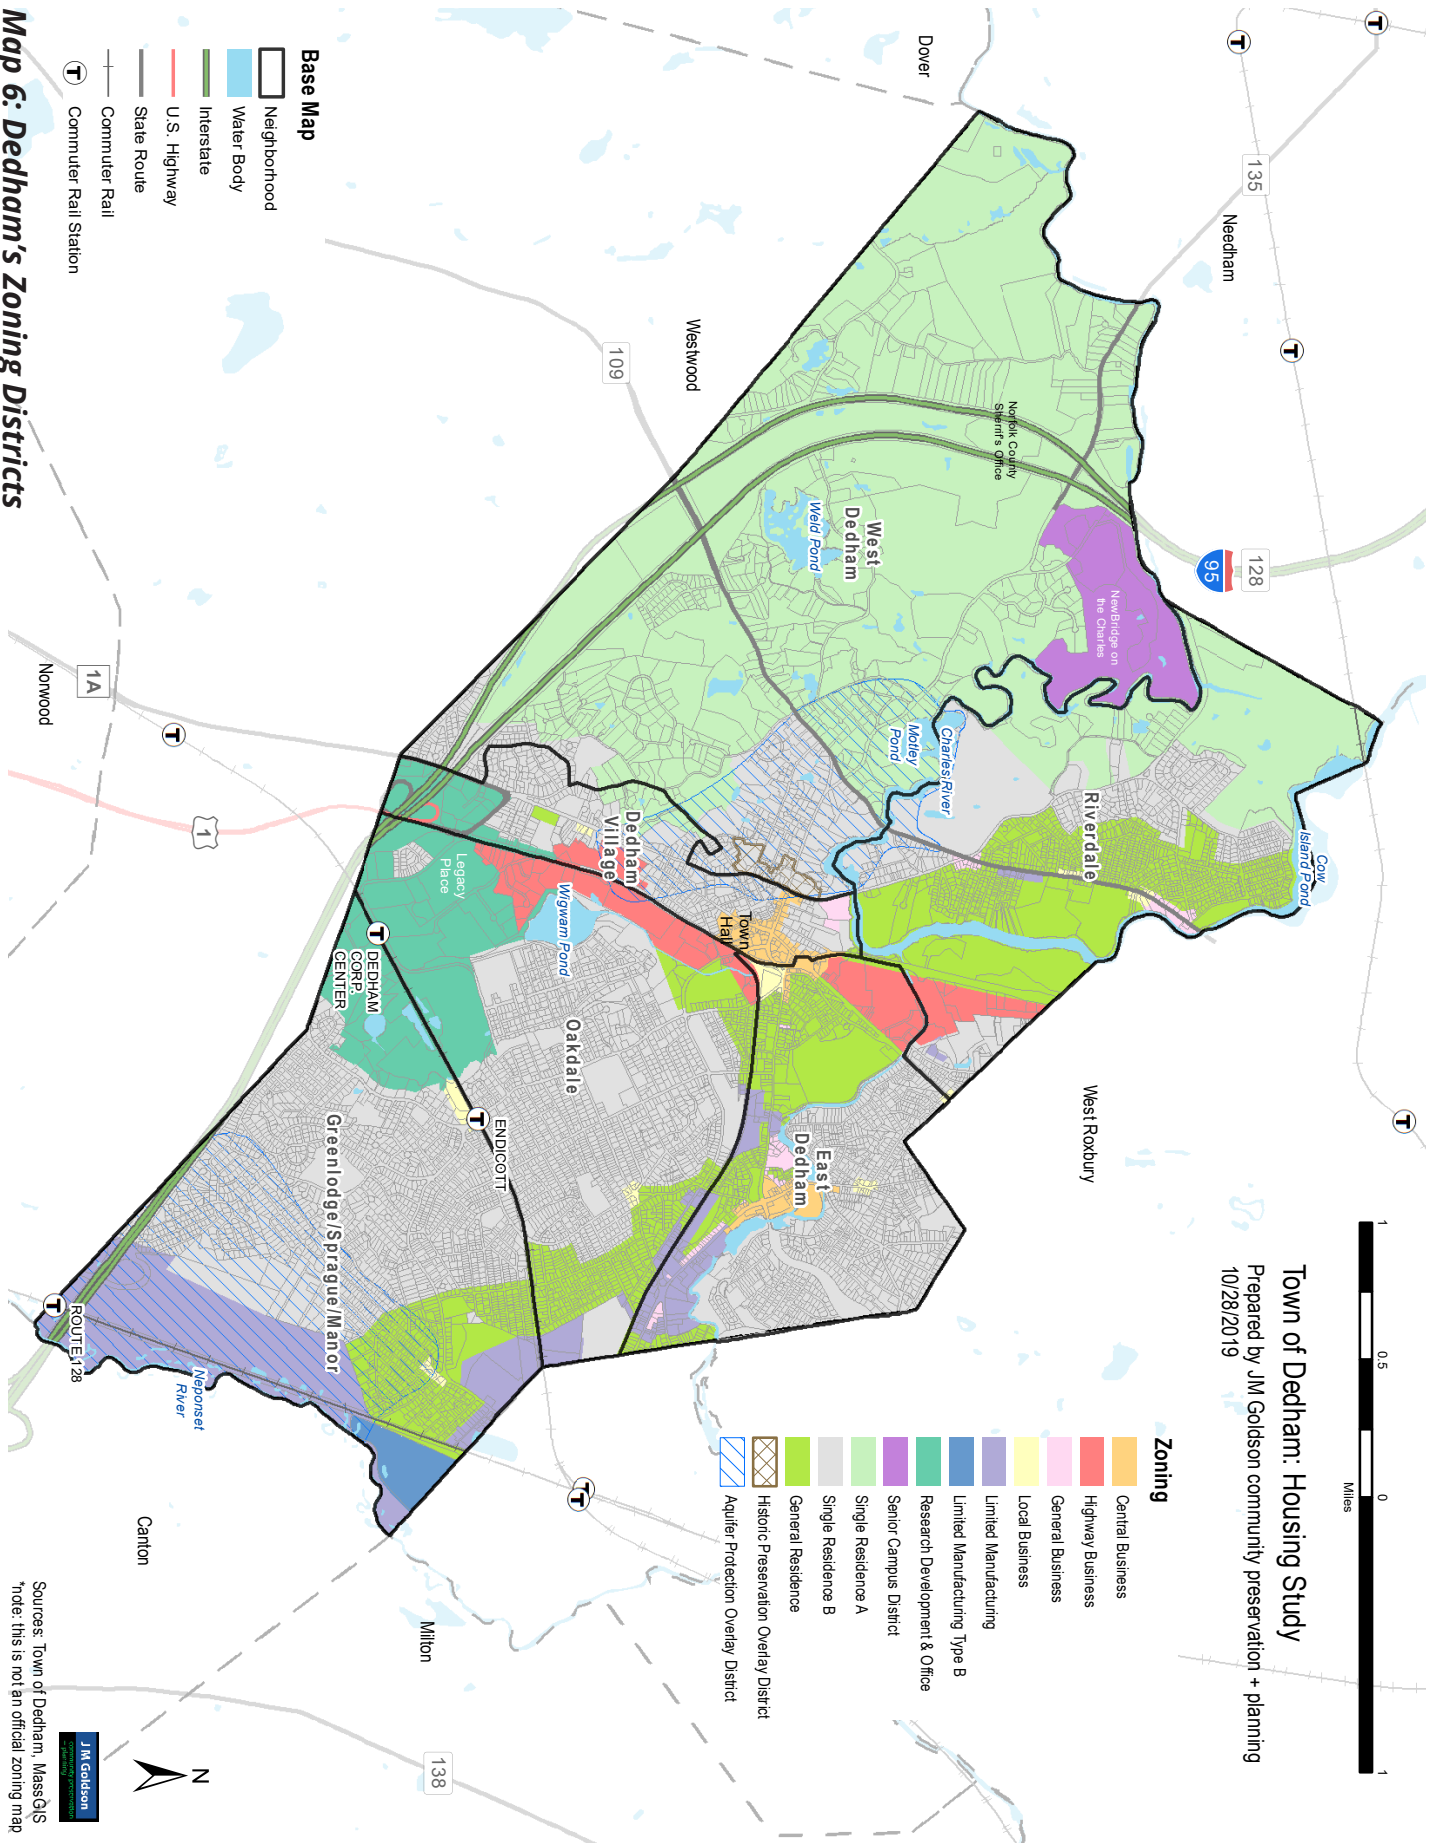 Town of Dedham: Housing Study
Prepared by JM Goldson community preservation + planning
10/28/2019
1
0.5
0
1
Miles
Zoning
Central Business
Highway Business
General Business
Local Business
Limited Manufacturing
Limited Manufacturing Type B
Research Development & Office
Senior Campus District
Single Residence A
Single Residence B
General Residence
Historic Preservation Overlay District
Aquifer Protection Overlay District
Base Map
Neighborhood
Water Body
Interstate
U.S. Highway
State Route
Commuter Rail
T
Commuter Rail Station
Dover
Needham
Westwood
Norwood
West Roxbury
Canton
Milton
135
128
95
109
1A
1
138
T
T
T
T
T
T
T
Norfolk County
Sherrif's Office
NewBridge on
the Charles
West
Dedham
Weld Pond
Charles River
Motley
Pond
Riverdale
Cow
Island Pond
Dedham
Village
Town
Hall
Wigwam Pond
Legacy
Place
T
DEDHAM
CORP.
CENTER
Oakdale
East
Dedham
T
ENDICOTT
Greenlodge/Sprague/Manor
T
ROUTE 128
Neponset
River
N
JM Goldson
community preservation
+ planning
Sources: Town of Dedham, MassGIS
*note: this is not an official zoning map
Map 6: Dedham's Zoning Districts